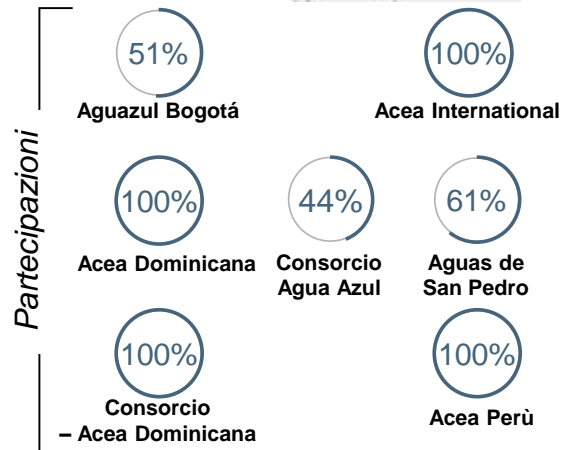 Partecipazioni
51%
Aguazul Bogotá
100%
Acea International
100%
Acea Dominicana
44%
Consorcio
Agua Azul
61%
Aguas de
San Pedro
100%
Consorcio
– Acea Dominicana
100%
Acea Perù